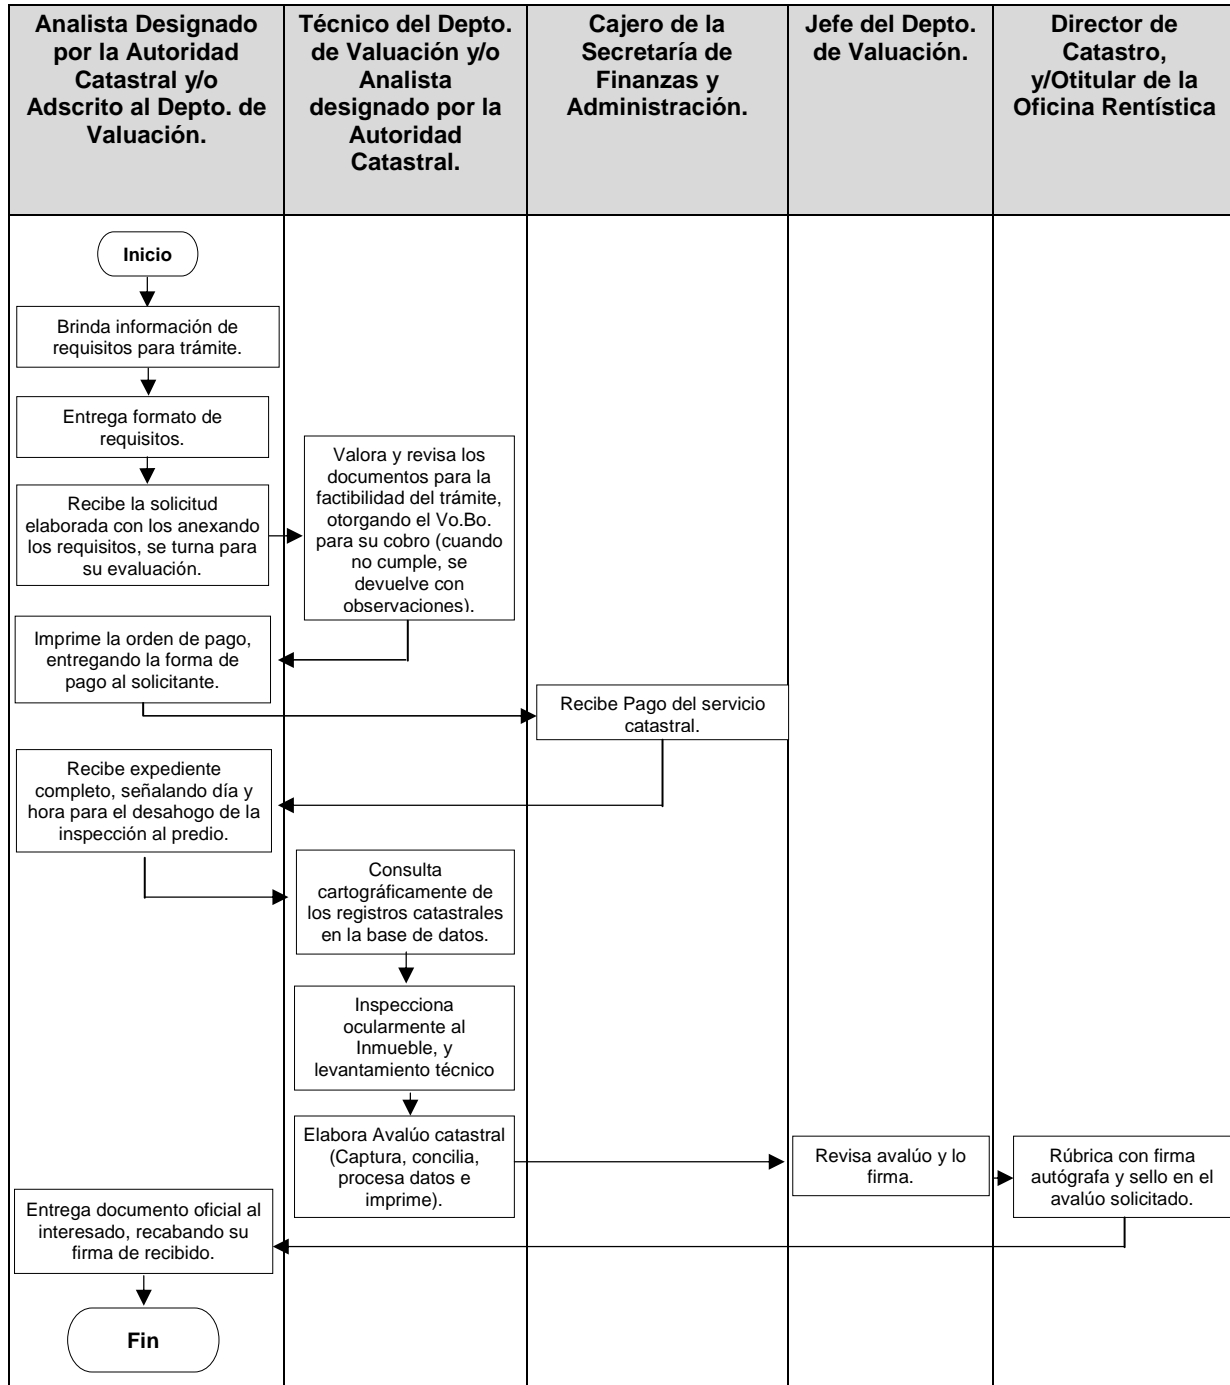 Analista Designado
por la Autoridad
Catastral y/o
Adscrito al Depto. de
Valuación.
Técnico del Depto.
de Valuación y/o
Analista
designado por la
Autoridad
Catastral.
Cajero de la
Secretaría de
Finanzas y
Administración.
Jefe del Depto.
de Valuación.
Director de
Catastro,
y/Otitular de la
Oficina Rentística
Inicio
Brinda información de
requisitos para trámite.
Entrega formato de
requisitos.
Recibe la solicitud
elaborada con los anexando
los requisitos, se turna para
su evaluación.
Valora y revisa los
documentos para la
factibilidad del trámite,
otorgando el Vo.Bo.
para su cobro (cuando
no cumple, se
devuelve con
observaciones).
Imprime la orden de pago,
entregando la forma de
pago al solicitante.
Recibe Pago del servicio
catastral.
Recibe expediente
completo, señalando día y
hora para el desahogo de la
inspección al predio.
Consulta
cartográficamente de
los registros catastrales
en la base de datos.
Inspecciona
ocularmente al
Inmueble, y
levantamiento técnico
Elabora Avalúo catastral
(Captura, concilia,
procesa datos e
imprime).
Revisa avalúo y lo
firma.
Rúbrica con firma
autógrafa y sello en el
avalúo solicitado.
Entrega documento oficial al
interesado, recabando su
firma de recibido.
Fin